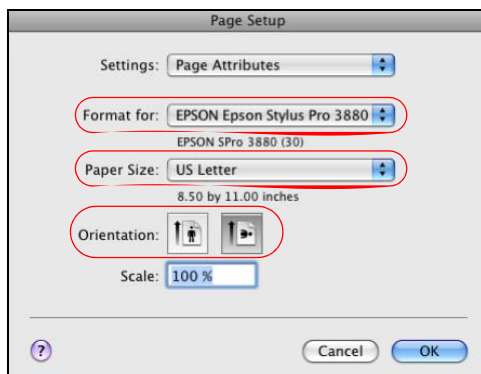 Page Setup
Settings: Page Attributes
Format for: EPSON Epson Stylus Pro 3880
EPSON SPro 3880 (30)
Paper Size: US Letter
8.50 by 11.00 inches
Orientation:
Scale: 100 %
? Cancel OK